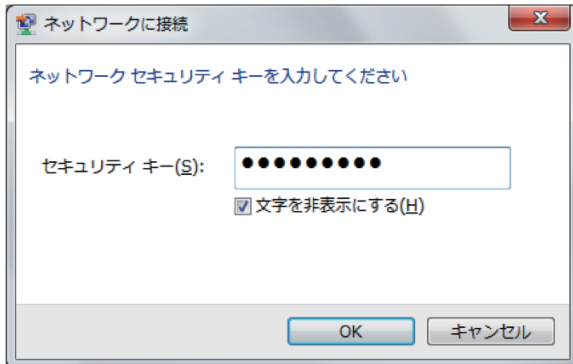 ネットワークに接続
ネットワーク セキュリティ キーを入力してください
セキュリティ キー(S): ●●●●●●●●●
文字を非表示にする(H)
OK キャンセル